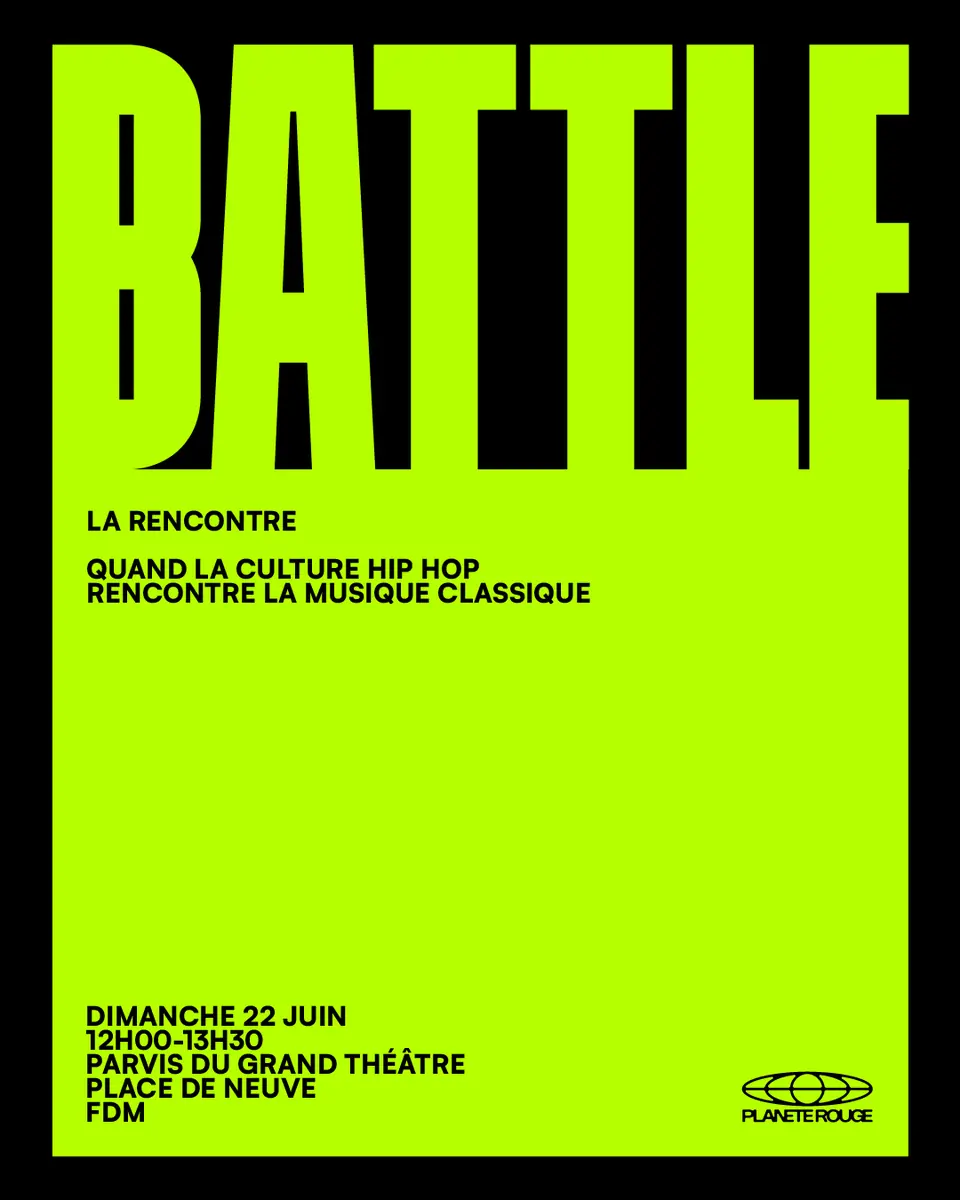 BATTLE
LA RENCONTRE
QUAND LA CULTURE HIP HOP
RENCONTRE LA MUSIQUE CLASSIQUE
DIMANCHE 22 JUIN
12H00-13H30
PARVIS DU GRAND THÉÂTRE
PLACE DE NEUVE
FDM
PLANETE ROUGE